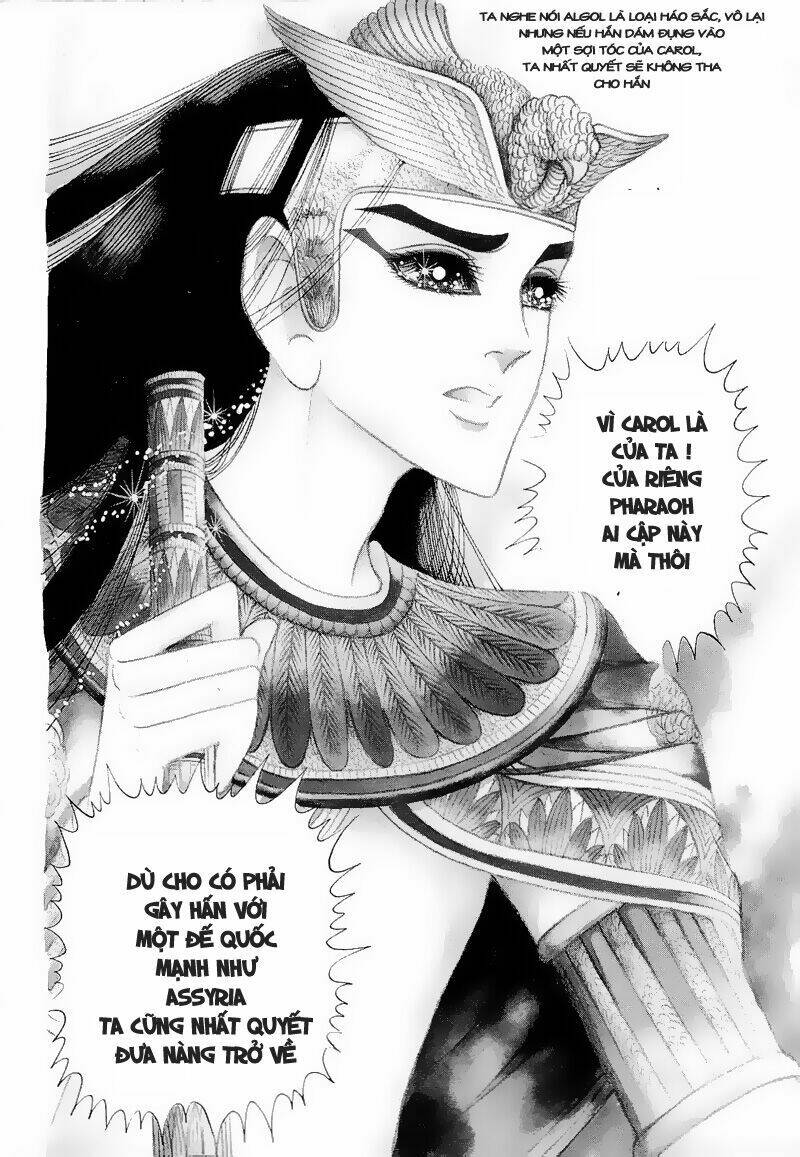 TA NGHE NÓI ALGOL LÀ LOẠI HÁO SẮC, VÔ LẠI
NHƯNG NẾU HẮN DÁM ĐỤNG VÀO
MỘT SỢI TÓC CỦA CAROL,
TA NHẤT QUYẾT SẼ KHÔNG THA
CHO HẮN
VÌ CAROL LÀ
CỦA TA !
CỦA RIÊNG
PHARAOH
AI CẬP NÀY
MÀ THÔI
DÙ CHO CÓ PHẢI
GÂY HẤN VỚI
MỘT ĐẾ QUỐC
MẠNH NHƯ
ASSYRIA
TA CŨNG NHẤT QUYẾT
ĐƯA NÀNG TRỞ VỀ